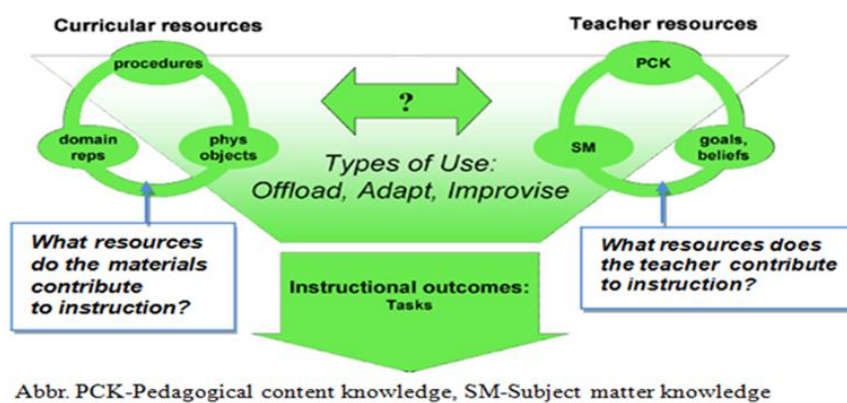 Curricular resources
Teacher resources
procedures
domain
reps
phys
objects
?
PCK
SM
goals,
beliefs
Types of Use:
Offload, Adapt, Improvise
What resources
do the materials
contribute
to instruction?
What resources does
the teacher contribute
to instruction?
Instructional outcomes:
Tasks
Abbr. PCK-Pedagogical content knowledge, SM-Subject matter knowledge